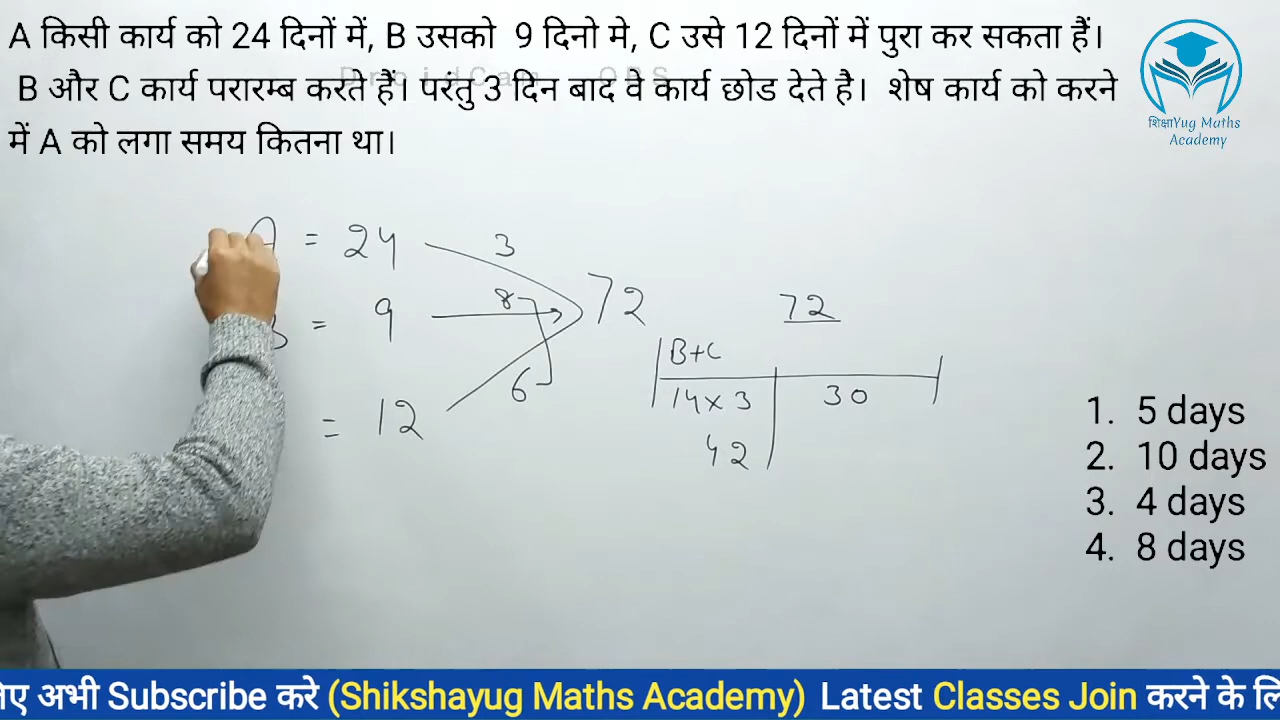 A किसी कार्य को 24 दिनों में, B उसको 9 दिनो मे, C उसे 12 दिनों में पुरा कर सकता हैं।
B और C कार्य परारम्ब करते हैं। परंतु 3 दिन बाद वे कार्य छोड देते है। शेष कार्य को करने
में A को लगा समय कितना था।
DroidCam OBS
शिक्षाYug Maths
Academy
A = 24
3
B = 9
8
72
= 12
6
72
B+C
14 x 3
30
42
1. 5 days
2. 10 days
3. 4 days
4. 8 days
अभी Subscribe करे (Shikshayug Maths Academy) Latest Classes Join करने के